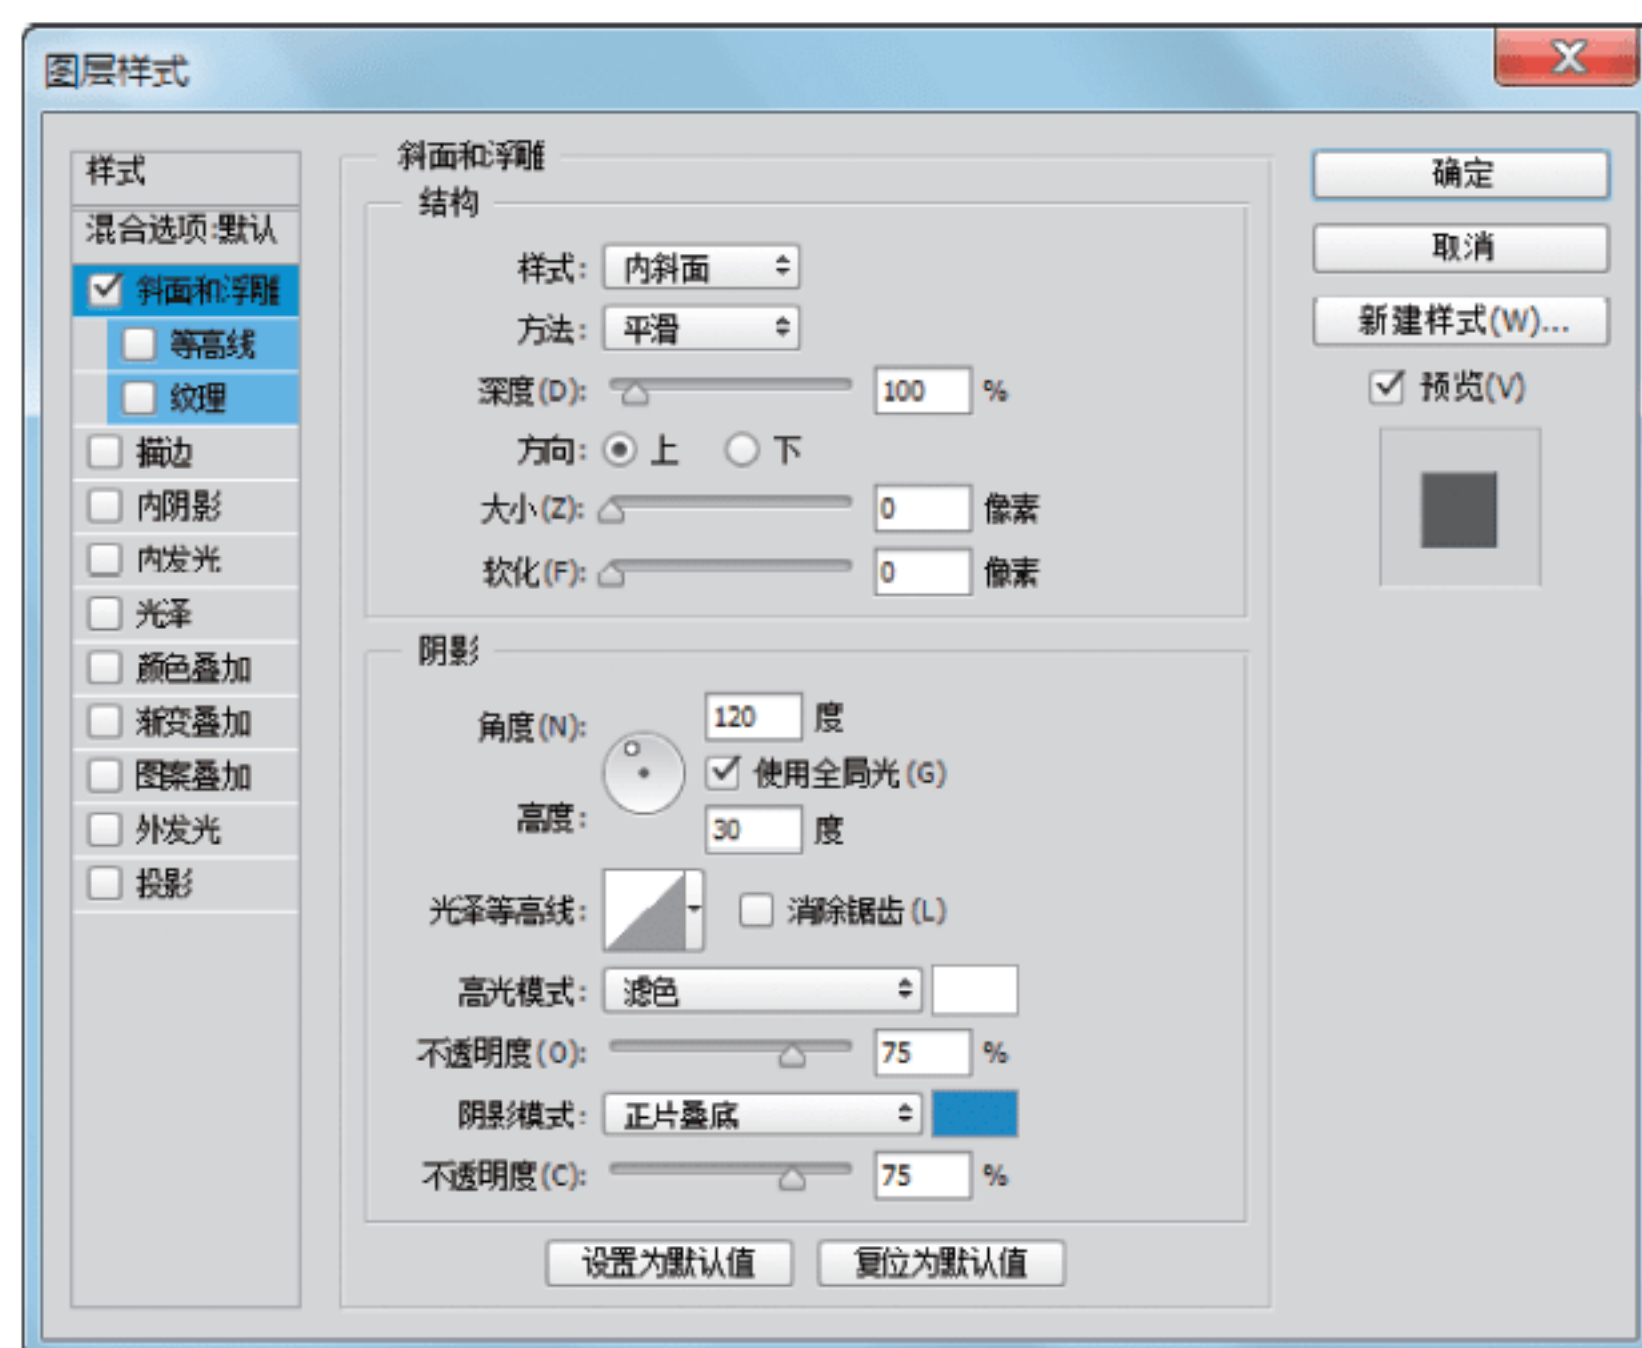 图层样式
样式
混合选项:默认
斜面和浮雕
等高线
纹理
描边
内阴影
内发光
光泽
颜色叠加
渐变叠加
图案叠加
外发光
投影
斜面和浮雕
结构
样式: 内斜面
方法: 平滑
深度(D): 100 %
方向: 上 下
大小(Z): 0 像素
软化(F): 0 像素
阴影
角度(N): 120 度
使用全局光(G)
高度: 30 度
光泽等高线: 消除锯齿(L)
高光模式: 滤色
不透明度(O): 75 %
阴影模式: 正片叠底
不透明度(C): 75 %
设置为默认值 复位为默认值
确定
取消
新建样式(W)...
预览(V)